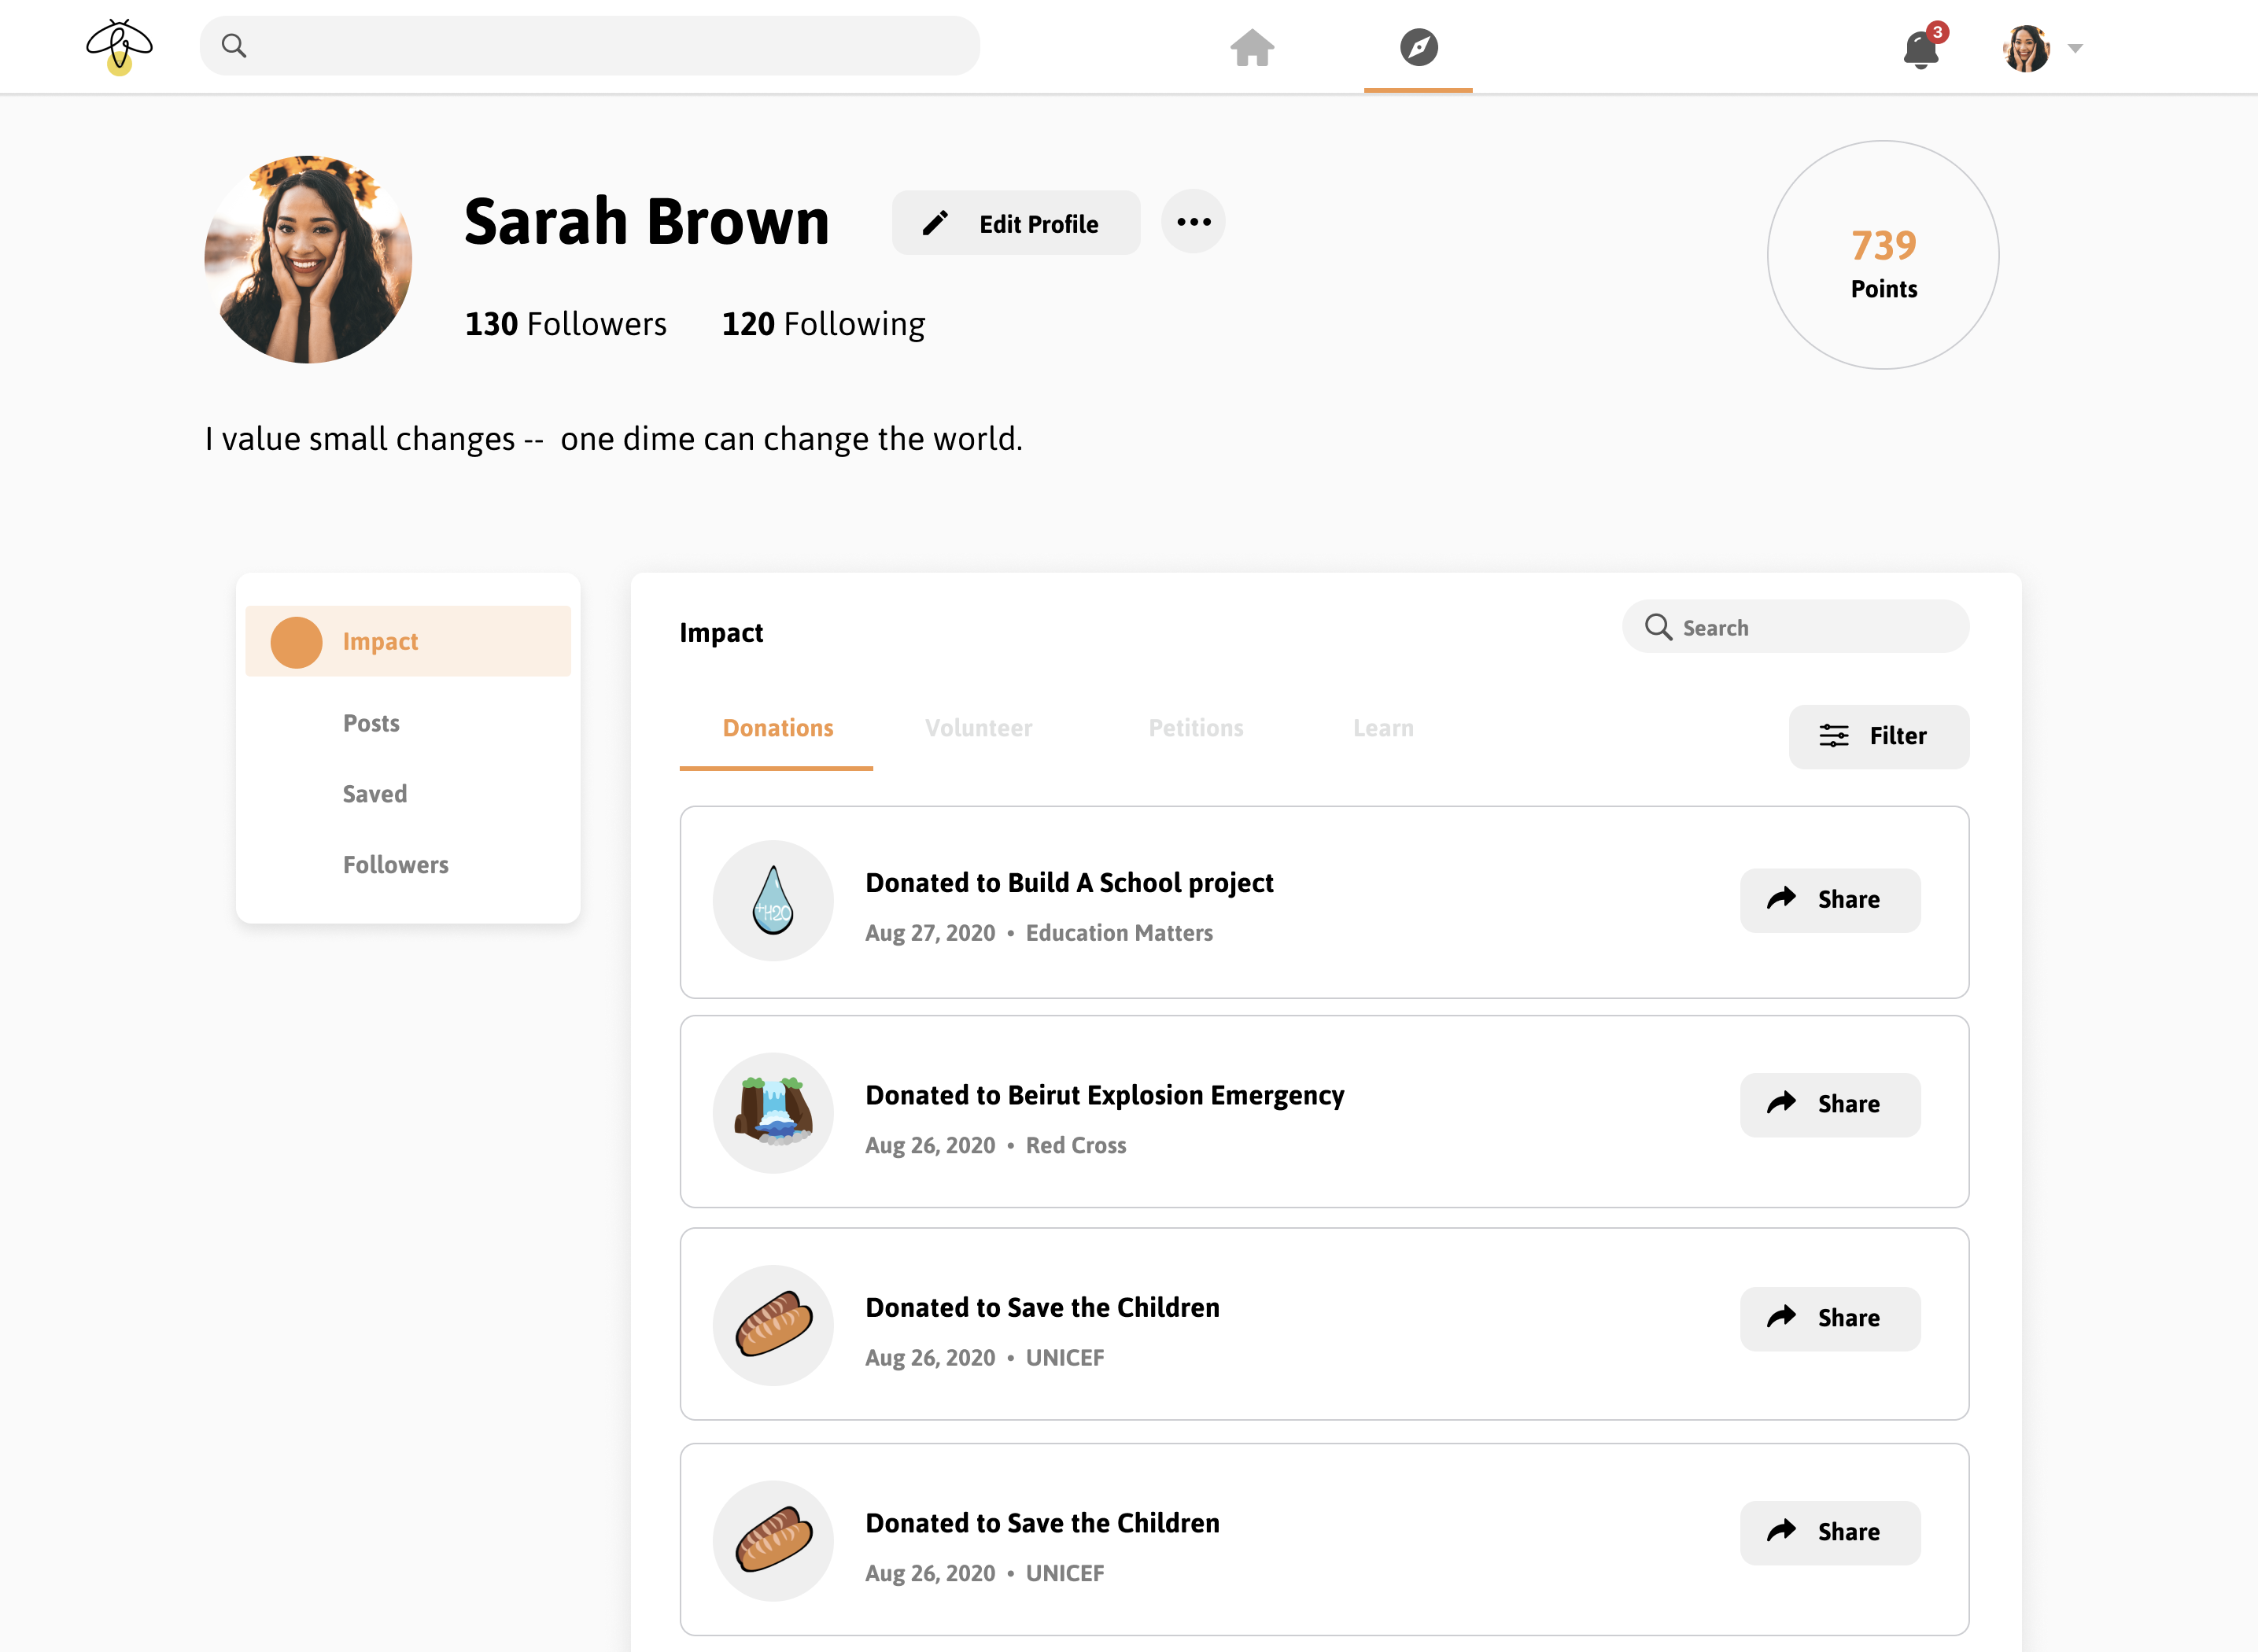 3
Sarah Brown
Edit Profile
130 Followers 120 Following
739
Points
I value small changes -- one dime can change the world.
Impact
Posts
Saved
Followers
Impact
Search
Donations Volunteer Petitions Learn
Filter
+H2O
Donated to Build A School project
Aug 27, 2020 • Education Matters
Share
Donated to Beirut Explosion Emergency
Aug 26, 2020 • Red Cross
Share
Donated to Save the Children
Aug 26, 2020 • UNICEF
Share
Donated to Save the Children
Aug 26, 2020 • UNICEF
Share